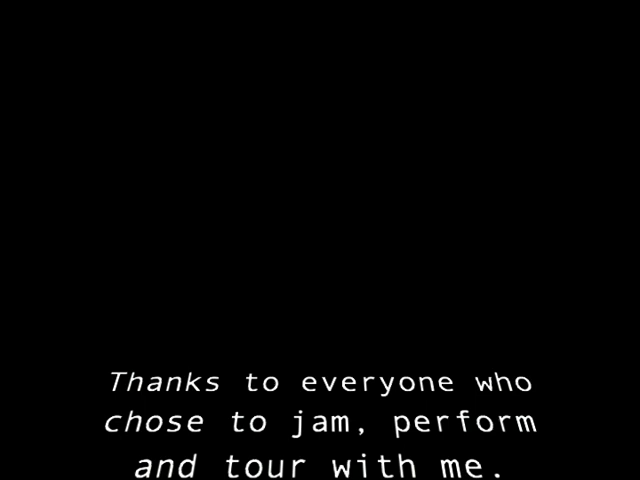 Thanks to everyone who
chose to jam, perform
and tour with me.